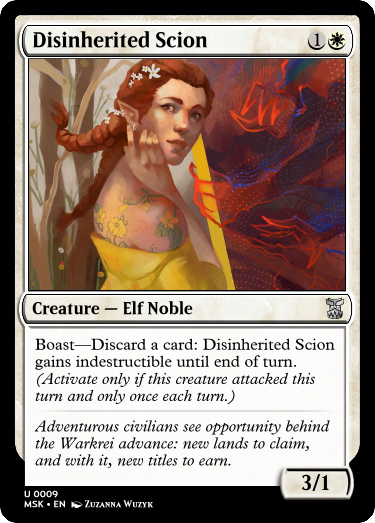 Disinherited Scion 1
Creature — Elf Noble
Boast—Discard a card: Disinherited Scion
gains indestructible until end of turn.
(Activate only if this creature attacked this
turn and only once each turn.)
Adventurous civilians see opportunity behind
the Warkrei advance: new lands to claim,
and with it, new titles to earn.
3/1
U 0009
MSK • EN Zuzanna Wuzyk